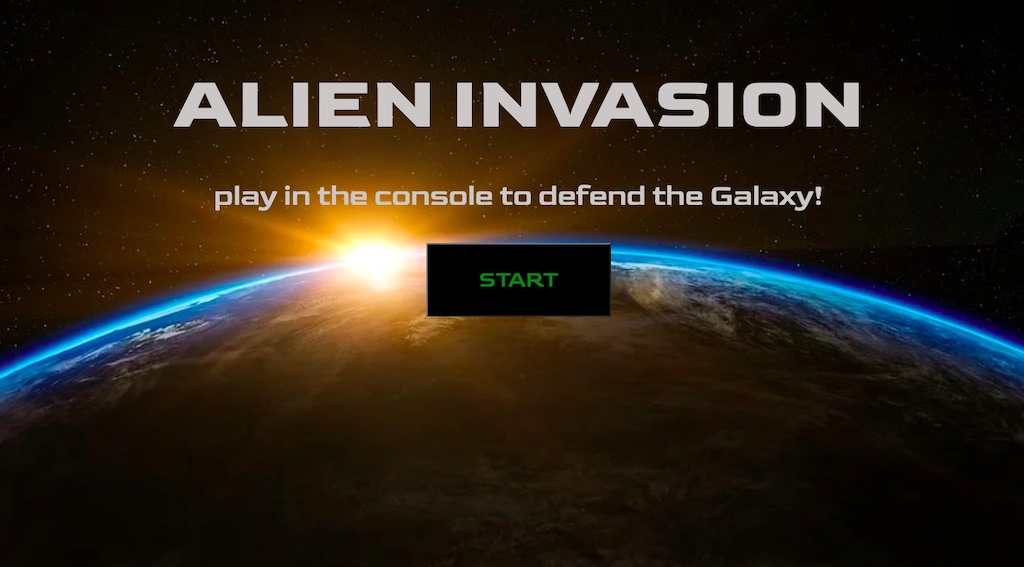 ALIEN INVASION
play in the console to defend the Galaxy!
START